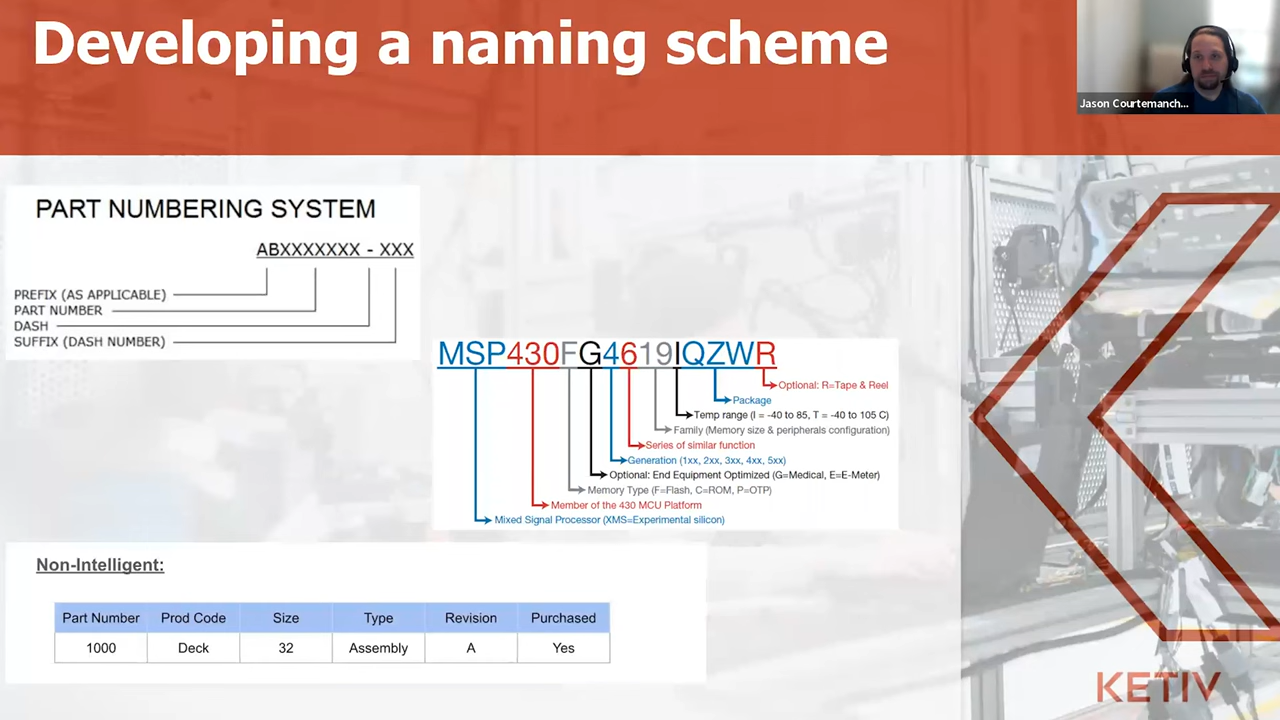 Developing a naming scheme
Jason Courtemanch...
PART NUMBERING SYSTEM
ABXXXXXXX - XXX
PREFIX (AS APPLICABLE)
PART NUMBER
DASH
SUFFIX (DASH NUMBER)
MSP430FG4619IQZWR
Optional: R=Tape & Reel
Package
Temp range (I = -40 to 85, T = -40 to 105 C)
Family (Memory size & peripherals configuration)
Series of similar function
Generation (1xx, 2xx, 3xx, 4xx, 5xx)
Optional: End Equipment Optimized (G=Medical, E=E-Meter)
Memory Type (F=Flash, C=ROM, P=OTP)
Member of the 430 MCU Platform
Mixed Signal Processor (XMS=Experimental silicon)
Non-Intelligent:
Part Number Prod Code Size Type Revision Purchased
1000 Deck 32 Assembly A Yes
KETIV